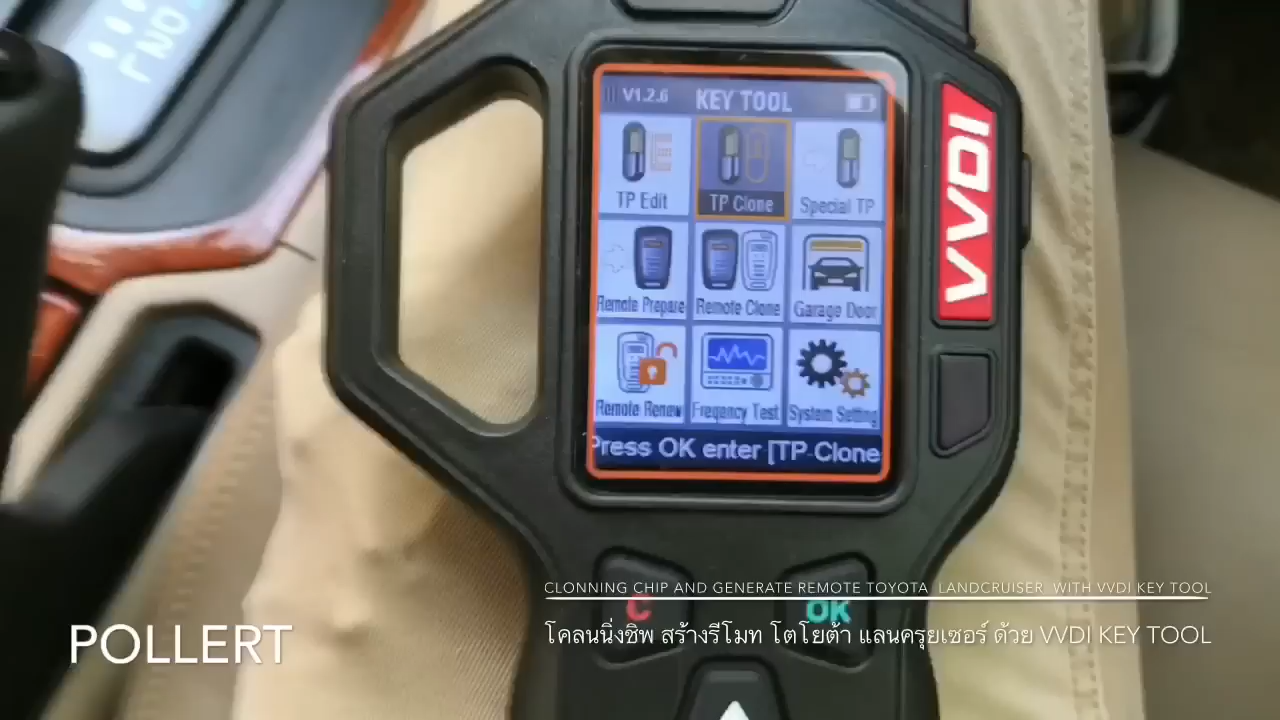 V1.2.6 KEY TOOL
TP Edit TP Clone Special TP
Remote Prepare Remote Clone Garage Door
Remote Renew Freqency Test System Setting
Press OK enter [TP Clone
VVDI
C OK
CLONNING CHIP AND GENERATE REMOTE TOYOTA LANDCRUISER WITH VVDI KEY TOOL
โคลนนิ่งชิพ สร้างรีโมท โตโยต้า แลนครุยเซอร์ ด้วย VVDI KEY TOOL
POLLERT